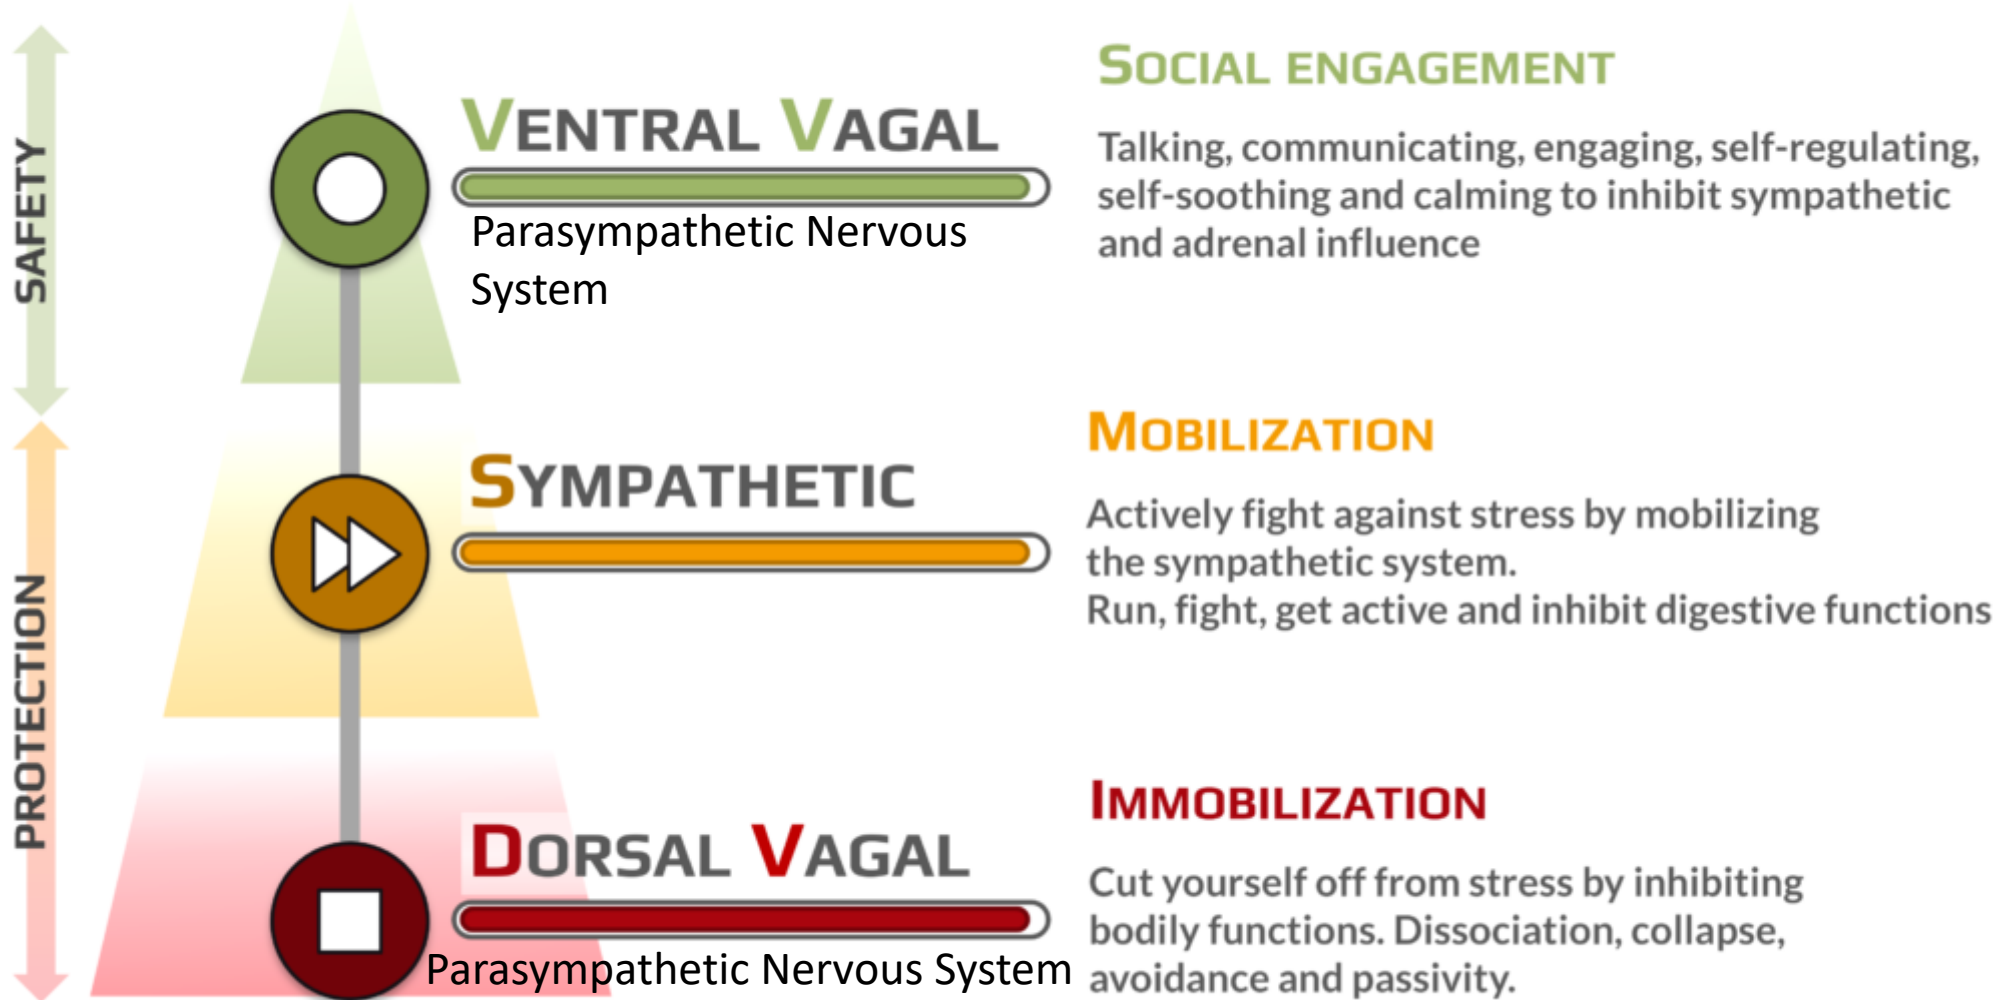 SAFETY
VENTRAL VAGAL
Parasympathetic Nervous
System
SOCIAL ENGAGEMENT
Talking, communicating, engaging, self-regulating,
self-soothing and calming to inhibit sympathetic
and adrenal influence
PROTECTION
SYMPATHETIC
MOBILIZATION
Actively fight against stress by mobilizing
the sympathetic system.
Run, fight, get active and inhibit digestive functions
DORSAL VAGAL
Parasympathetic Nervous System
IMMOBILIZATION
Cut yourself off from stress by inhibiting
bodily functions. Dissociation, collapse,
avoidance and passivity.